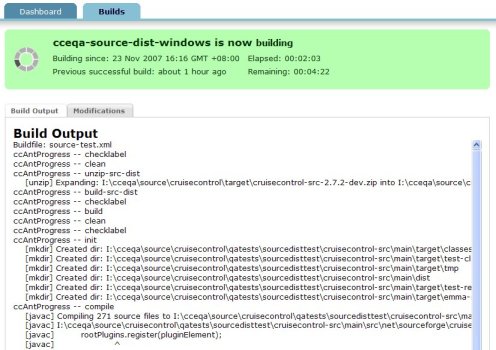 Dashboard
Builds
cceqa-source-dist-windows is now building
Building since: 23 Nov 2007 16:16 GMT +08:00 Elapsed: 00:02:03
Previous successful build: about 1 hour ago Remaining: 00:04:22
Build Output
Modifications
Build Output
Buildfile: source-test.xml
ccAntProgress -- checklabel
ccAntProgress -- clean
ccAntProgress -- unzip-src-dist
[unzip] Expanding: I:\cceqa\source\cruisecontrol\target\cruisecontrol-src-2.7.2-dev.zip into I:\cceqa\source\c
ccAntProgress -- build-src-dist
ccAntProgress -- checklabel
ccAntProgress -- build
ccAntProgress -- clean
ccAntProgress -- checklabel
ccAntProgress -- init
[mkdir] Created dir: I:\cceqa\source\cruisecontrol\qatests\sourcedisttest\cruisecontrol-src\main\target\classes
[mkdir] Created dir: I:\cceqa\source\cruisecontrol\qatests\sourcedisttest\cruisecontrol-src\main\target\test-cl
[mkdir] Created dir: I:\cceqa\source\cruisecontrol\qatests\sourcedisttest\cruisecontrol-src\main\target\tmp
[mkdir] Created dir: I:\cceqa\source\cruisecontrol\qatests\sourcedisttest\cruisecontrol-src\main\dist
[mkdir] Created dir: I:\cceqa\source\cruisecontrol\qatests\sourcedisttest\cruisecontrol-src\main\target\test-re
[mkdir] Created dir: I:\cceqa\source\cruisecontrol\qatests\sourcedisttest\cruisecontrol-src\main\target\emma-
ccAntProgress -- compile
[javac] Compiling 271 source files to I:\cceqa\source\cruisecontrol\qatests\sourcedisttest\cruisecontrol-src\ma
[javac] I:\cceqa\source\cruisecontrol\qatests\sourcedisttest\cruisecontrol-src\main\src\net\sourceforge\cruise
[javac] rootPlugins.register(pluginElement);
[javac] ^